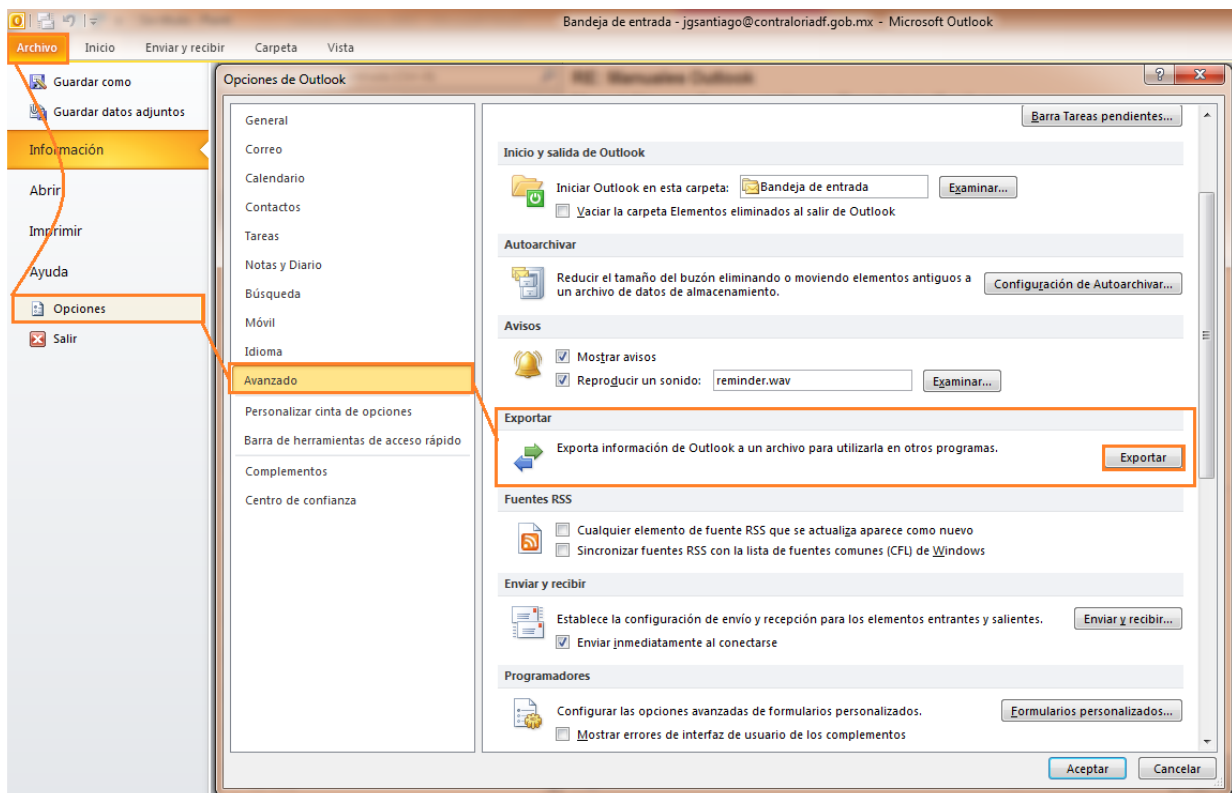 Bandeja de entrada - jgsantiago@contraloriadf.gob.mx - Microsoft Outlook
Archivo Inicio Enviar y recibir Carpeta Vista
Guardar como
Guardar datos adjuntos
Información
Abrir
Imprimir
Ayuda
Opciones
Salir
Opciones de Outlook
RE: Manuales Outlook
General
Correo
Calendario
Contactos
Tareas
Notas y Diario
Búsqueda
Móvil
Idioma
Avanzado
Personalizar cinta de opciones
Barra de herramientas de acceso rápido
Complementos
Centro de confianza
Barra Tareas pendientes...
Inicio y salida de Outlook
Iniciar Outlook en esta carpeta: Bandeja de entrada Examinar...
Vaciar la carpeta Elementos eliminados al salir de Outlook
Autoarchivar
Reducir el tamaño del buzón eliminando o moviendo elementos antiguos a
un archivo de datos de almacenamiento.
Configuración de Autoarchivar...
Avisos
Mostrar avisos
Reproducir un sonido: reminder.wav Examinar...
Exportar
Exporta información de Outlook a un archivo para utilizarla en otros programas.
Exportar
Fuentes RSS
Cualquier elemento de fuente RSS que se actualiza aparece como nuevo
Sincronizar fuentes RSS con la lista de fuentes comunes (CFL) de Windows
Enviar y recibir
Establece la configuración de envío y recepción para los elementos entrantes y salientes. Enviar y recibir...
Enviar inmediatamente al conectarse
Programadores
Configurar las opciones avanzadas de formularios personalizados. Formularios personalizados...
Mostrar errores de interfaz de usuario de los complementos
Aceptar Cancelar